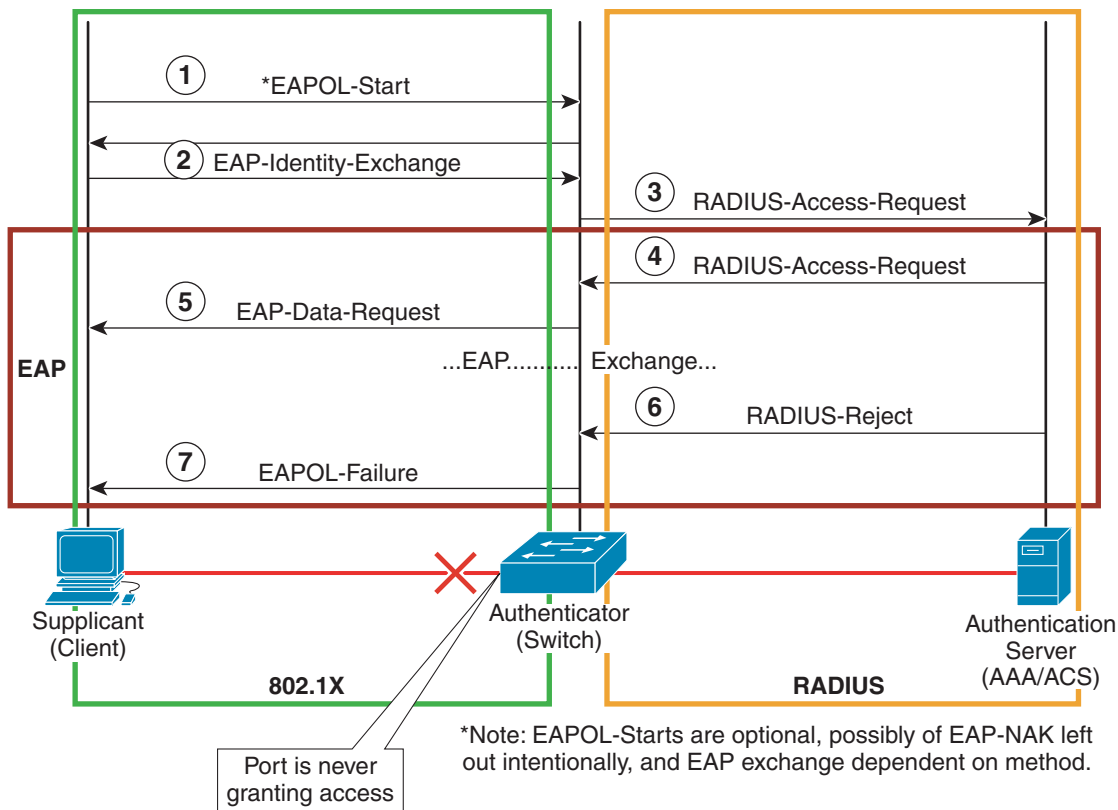 1
*EAPOL-Start
2
EAP-Identity-Exchange
3
RADIUS-Access-Request
4
RADIUS-Access-Request
5
EAP-Data-Request
EAP
...EAP........... Exchange...
6
RADIUS-Reject
7
EAPOL-Failure
Supplicant
(Client)
Authenticator
(Switch)
Authentication
Server
(AAA/ACS)
802.1X
RADIUS
Port is never
granting access
*Note: EAPOL-Starts are optional, possibly of EAP-NAK left
out intentionally, and EAP exchange dependent on method.